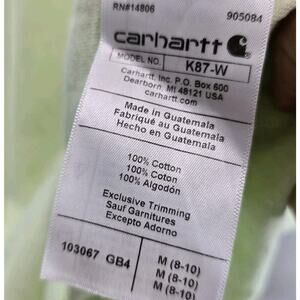 RN#14806 905084
carhartt
MODEL NO. K87-W
Carhartt, Inc. P.O. Box 600
Dearborn, MI 48121 USA
carhartt.com
Made in Guatemala
Fabriqué au Guatemala
Hecho en Guatemala
100% Cotton
100% Coton
100% Algodón
Exclusive Trimming
Sauf Garnitures
Excepto Adorno
103067 GB4
M (8-10)
M (8-10)
M (8-10)